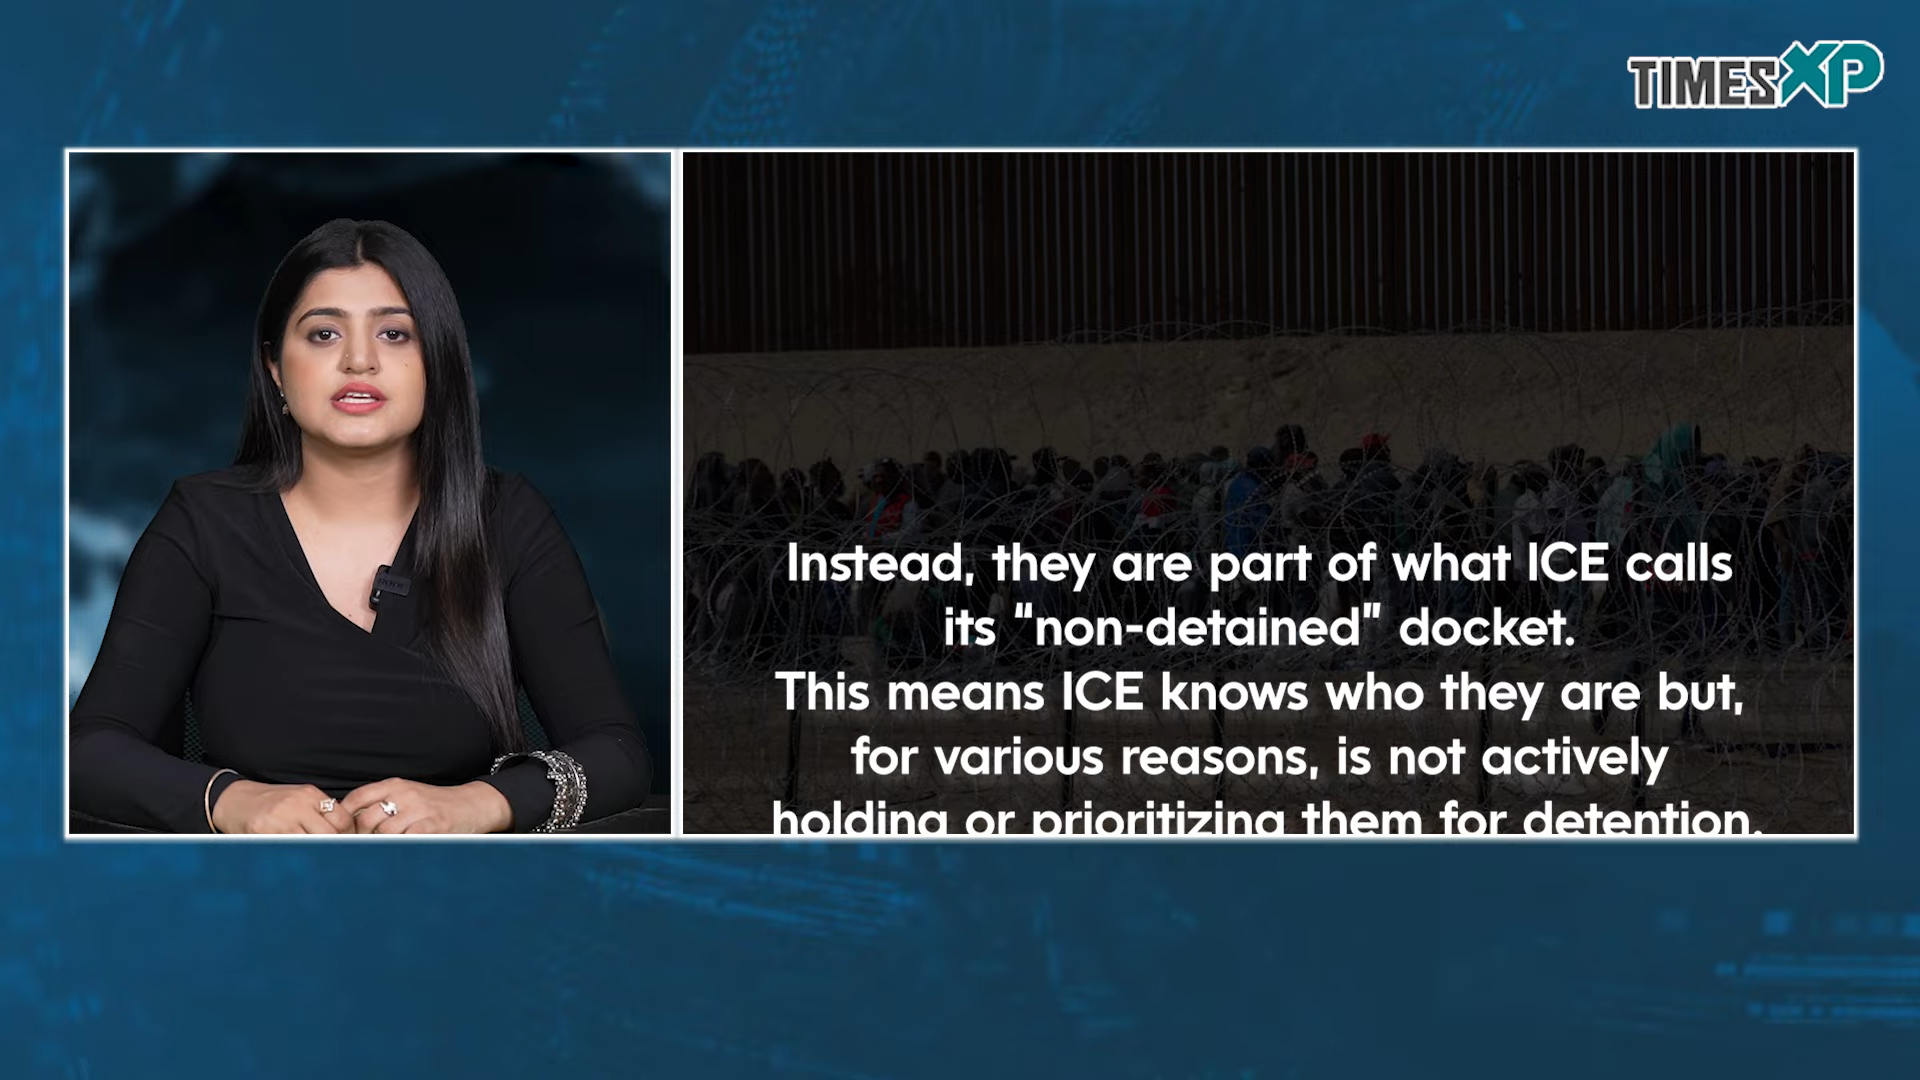 TIMESXP
Instead, they are part of what ICE calls
its “non-detained” docket.
This means ICE knows who they are but,
for various reasons, is not actively
holding or prioritizing them for detention.